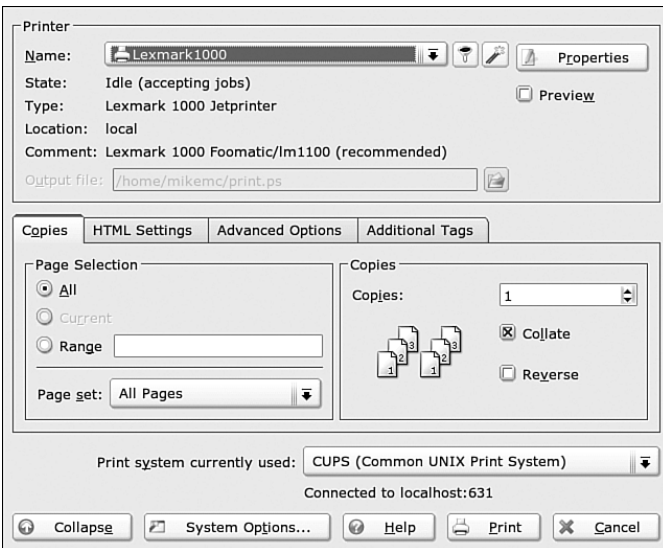 Printer
Name: Lexmark1000 Properties
State: Idle (accepting jobs)
Preview
Type: Lexmark 1000 Jetprinter
Location: local
Comment: Lexmark 1000 Foomatic/lm1100 (recommended)
Output file: /home/mikemc/print.ps
Copies HTML Settings Advanced Options Additional Tags
Page Selection
All
Current
Range
Page set: All Pages
Copies
Copies: 1
1 2 3 1 2 3
Collate
Reverse
Print system currently used: CUPS (Common UNIX Print System)
Connected to localhost:631
Collapse System Options... Help Print Cancel